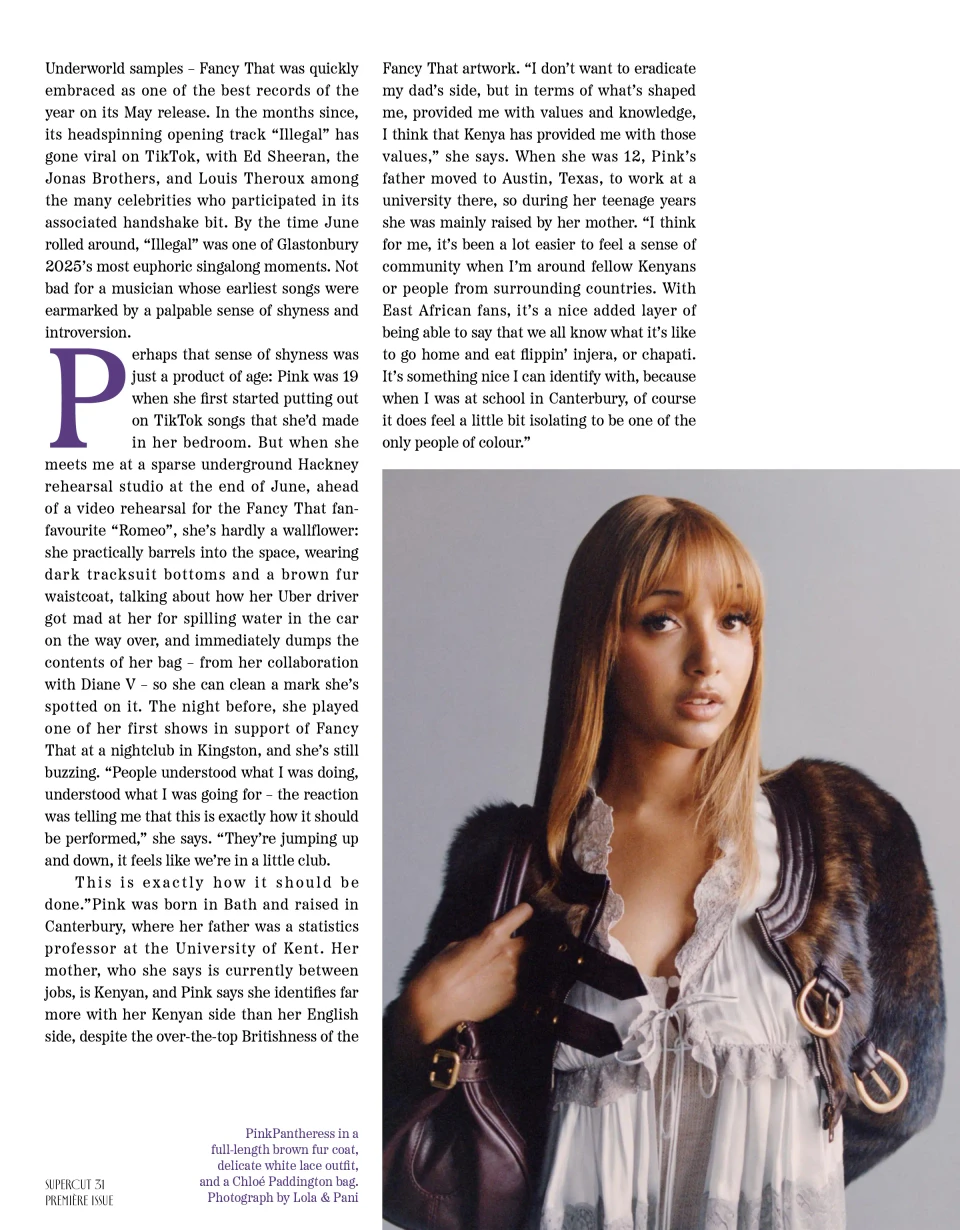 Underworld samples – Fancy That was quickly
embraced as one of the best records of the
year on its May release. In the months since,
its headspinning opening track “Illegal” has
gone viral on TikTok, with Ed Sheeran, the
Jonas Brothers, and Louis Theroux among
the many celebrities who participated in its
associated handshake bit. By the time June
rolled around, “Illegal” was one of Glastonbury
2025’s most euphoric singalong moments. Not
bad for a musician whose earliest songs were
earmarked by a palpable sense of shyness and
introversion.
Perhaps that sense of shyness was
just a product of age: Pink was 19
when she first started putting out
on TikTok songs that she’d made
in her bedroom. But when she
meets me at a sparse underground Hackney
rehearsal studio at the end of June, ahead
of a video rehearsal for the Fancy That fan-
favourite “Romeo”, she’s hardly a wallflower:
she practically barrels into the space, wearing
dark tracksuit bottoms and a brown fur
waistcoat, talking about how her Uber driver
got mad at her for spilling water in the car
on the way over, and immediately dumps the
contents of her bag – from her collaboration
with Diane V – so she can clean a mark she’s
spotted on it. The night before, she played
one of her first shows in support of Fancy
That at a nightclub in Kingston, and she’s still
buzzing. “People understood what I was doing,
understood what I was going for – the reaction
was telling me that this is exactly how it should
be performed,” she says. “They’re jumping up
and down, it feels like we’re in a little club.
This is exactly how it should be
done.”Pink was born in Bath and raised in
Canterbury, where her father was a statistics
professor at the University of Kent. Her
mother, who she says is currently between
jobs, is Kenyan, and Pink says she identifies far
more with her Kenyan side than her English
side, despite the over-the-top Britishness of the
Fancy That artwork. “I don’t want to eradicate
my dad’s side, but in terms of what’s shaped
me, provided me with values and knowledge,
I think that Kenya has provided me with those
values,” she says. When she was 12, Pink’s
father moved to Austin, Texas, to work at a
university there, so during her teenage years
she was mainly raised by her mother. “I think
for me, it’s been a lot easier to feel a sense of
community when I’m around fellow Kenyans
or people from surrounding countries. With
East African fans, it’s a nice added layer of
being able to say that we all know what it’s like
to go home and eat flippin’ injera, or chapati.
It’s something nice I can identify with, because
when I was at school in Canterbury, of course
it does feel a little bit isolating to be one of the
only people of colour.”
PinkPantheress in a
full-length brown fur coat,
delicate white lace outfit,
and a Chloé Paddington bag.
Photograph by Lola & Pani
SUPERCUT 31
PREMIÈRE ISSUE